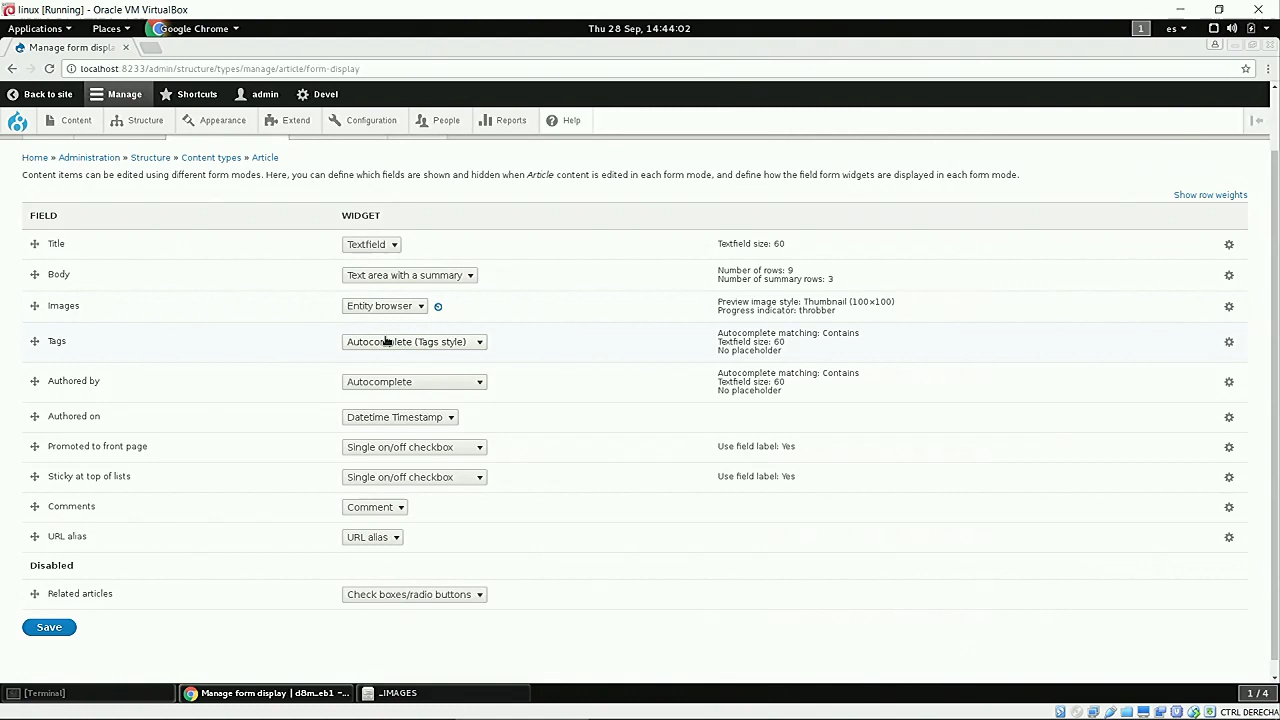 linux [Running] - Oracle VM VirtualBox
Applications Places Google Chrome Thu 28 Sep, 14:44:02 1 es
Manage form displ
localhost:8233/admin/structure/types/manage/article/form-display
Back to site Manage Shortcuts admin Devel
Content Structure Appearance Extend Configuration People Reports Help
Home » Administration » Structure » Content types » Article
Content items can be edited using different form modes. Here, you can define which fields are shown and hidden when Article content is edited in each form mode, and define how the field form widgets are displayed in each form mode.
Show row weights
FIELD WIDGET
Title Textfield Textfield size: 60
Body Text area with a summary Number of rows: 9
Number of summary rows: 3
Images Entity browser Preview image style: Thumbnail (100×100)
Progress indicator: throbber
Tags Autocomplete (Tags style) Autocomplete matching: Contains
Textfield size: 60
No placeholder
Authored by Autocomplete Autocomplete matching: Contains
Textfield size: 60
No placeholder
Authored on Datetime Timestamp
Promoted to front page Single on/off checkbox Use field label: Yes
Sticky at top of lists Single on/off checkbox Use field label: Yes
Comments Comment
URL alias URL alias
Disabled
Related articles Check boxes/radio buttons
Save
[Terminal] Manage form display | d8m_eb1 -... _IMAGES 1 / 4
CTRL DERECHA